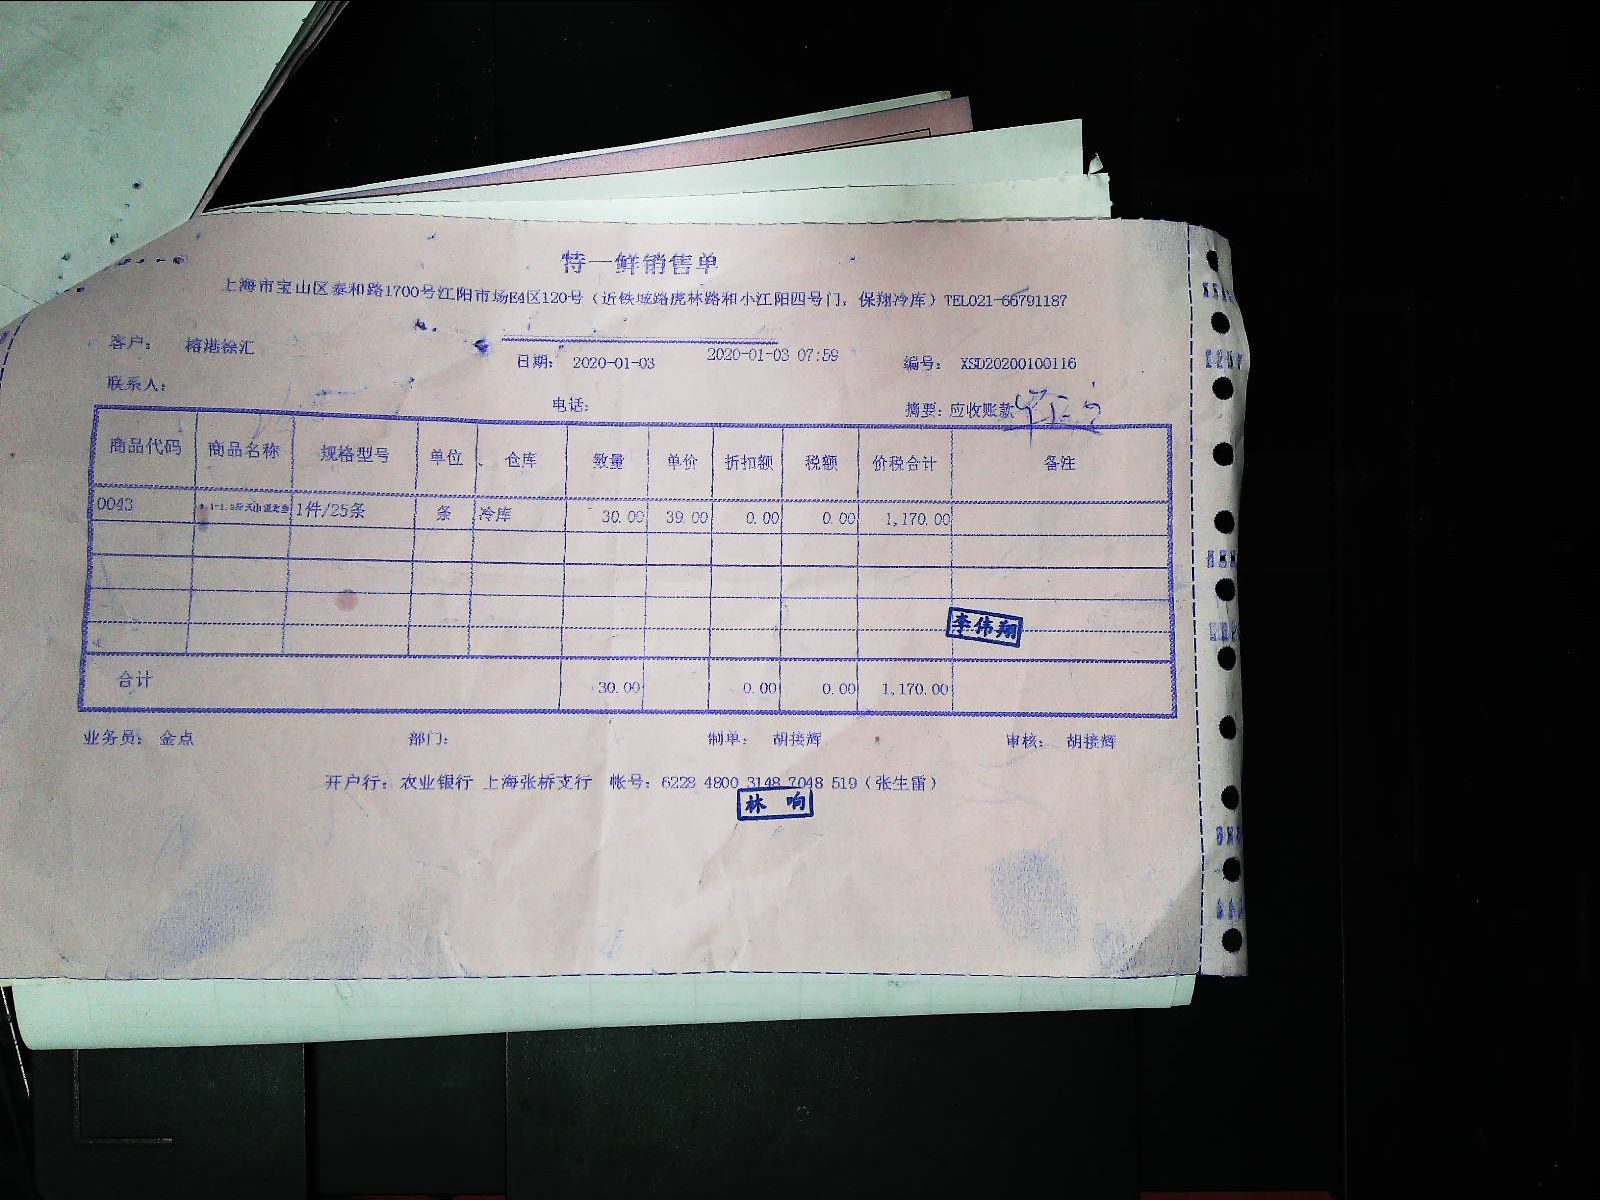 特一鲜销售单
上海市宝山区泰和路1700号江阳市场E4区120号（近铁城路虎林路和小江阳四号门，保翔冷库）TEL021-66791187
客户： 榕港徐汇 日期： 2020-01-03 2020-01-03 07:59 编号： XSD20200100116
联系人： 电话： 摘要：应收账款
商品代码 商品名称 规格型号 单位 仓库 数量 单价 折扣额 税额 价税合计 备注
0043 1件/25条 条 冷库 30.00 39.00 0.00 0.00 1,170.00
李伟翔
合计 30.00 0.00 0.00 1,170.00
业务员： 金点 部门： 制单： 胡接辉 审核： 胡接辉
开户行：农业银行 上海张桥支行 帐号：6228 4800 3148 7048 519（张生雷）
林 响